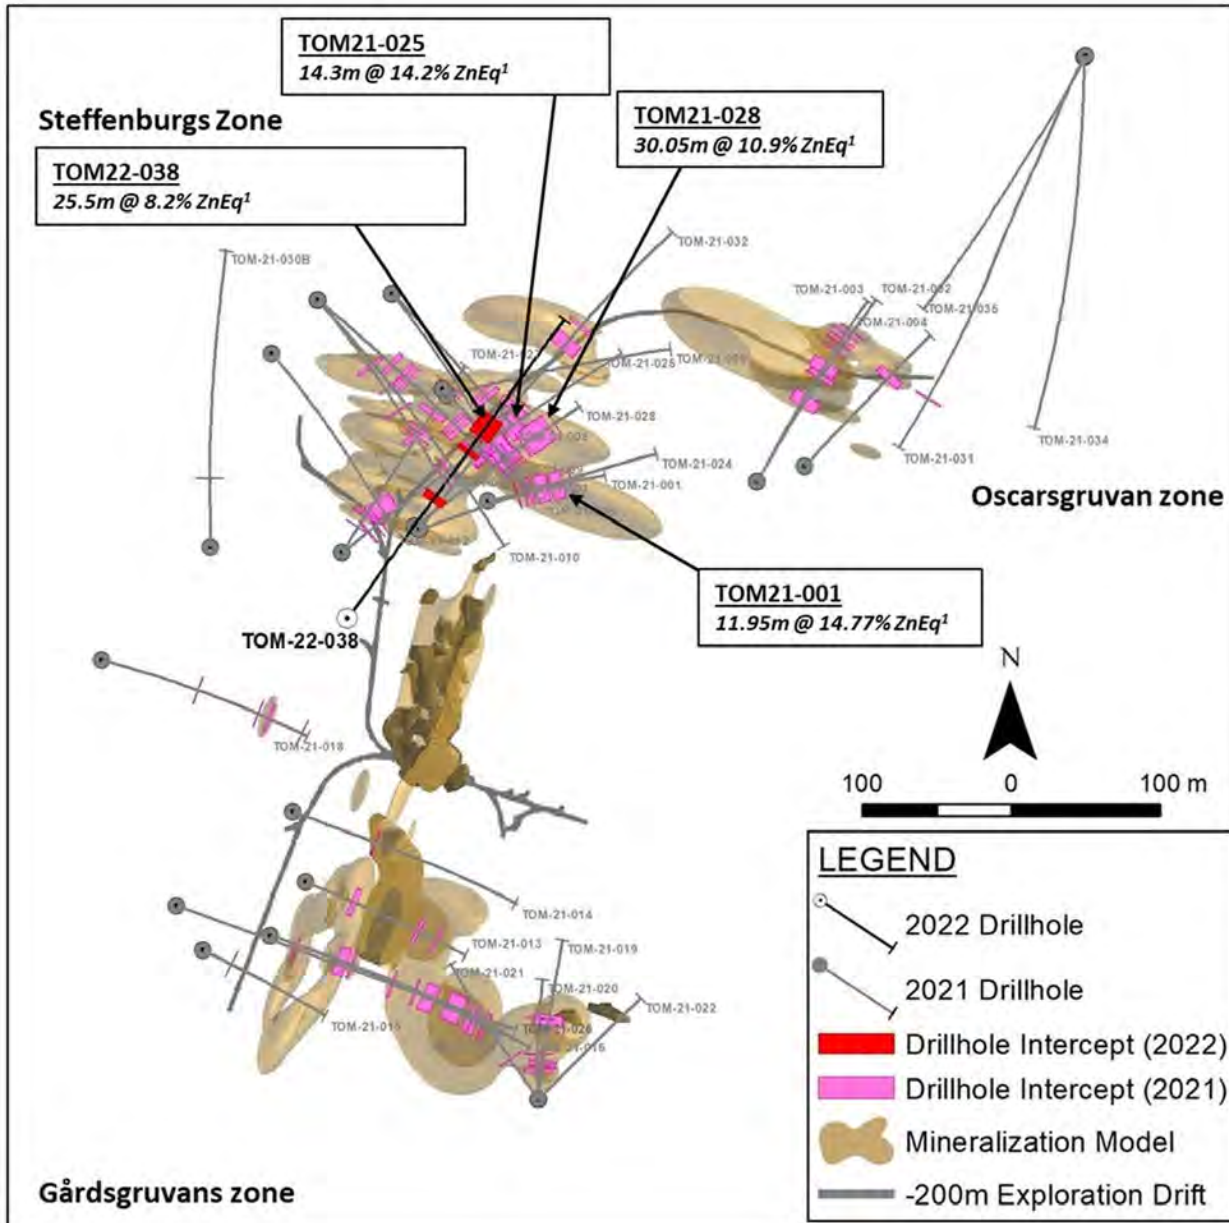 TOM21-025
14.3m @ 14.2% ZnEq¹
Steffenburgs Zone
TOM21-028
30.05m @ 10.9% ZnEq¹
TOM22-038
25.5m @ 8.2% ZnEq¹
TOM-21-032
TOM-21-030B
TOM-21-003
TOM-21-002
TOM-21-035
TOM-21-004
TOM-21-025
TOM-21-028
TOM-21-024
TOM-21-001
TOM-21-031
TOM-21-034
Oscarsgruvan zone
TOM-21-010
TOM21-001
11.95m @ 14.77% ZnEq¹
TOM-22-038
N
TOM-21-018
100 0 100 m
LEGEND
2022 Drillhole
TOM-21-014
TOM-21-013
TOM-21-019
TOM-21-021
TOM-21-020
TOM-21-022
2021 Drillhole
TOM-21-015
Drillhole Intercept (2022)
Drillhole Intercept (2021)
Mineralization Model
Gårdsgruvans zone
-200m Exploration Drift